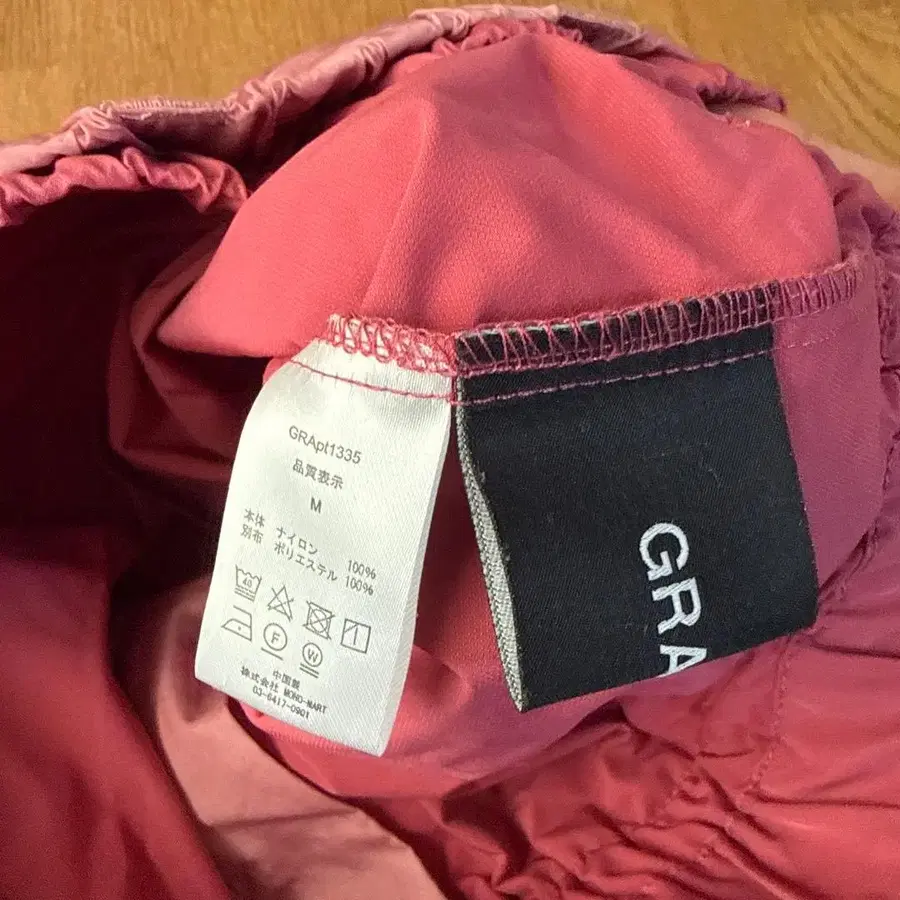 GRApt1335
品質表示
M
本体 ナイロン 100%
別布 ポリエステル 100%
40
F
W
中国製
株式会社 MONO-MART
03-6417-0901
GRA